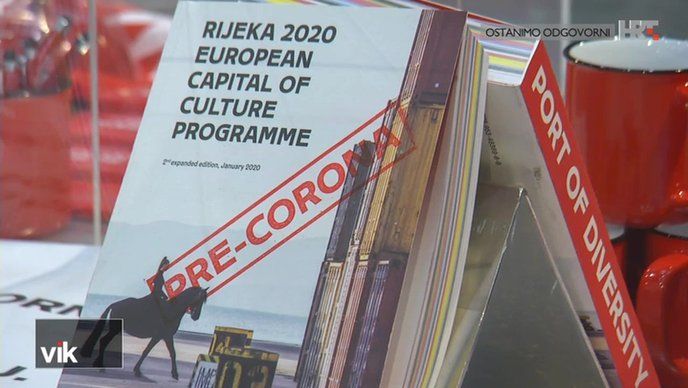 RIJEKA 2020
EUROPEAN
CAPITAL OF
CULTURE
PROGRAMME
2nd expanded edition, January 2020
PRE-CORONA
PORT OF DIVERSITY
OSTANIMO ODGOVORNI
HRT
vik
J.